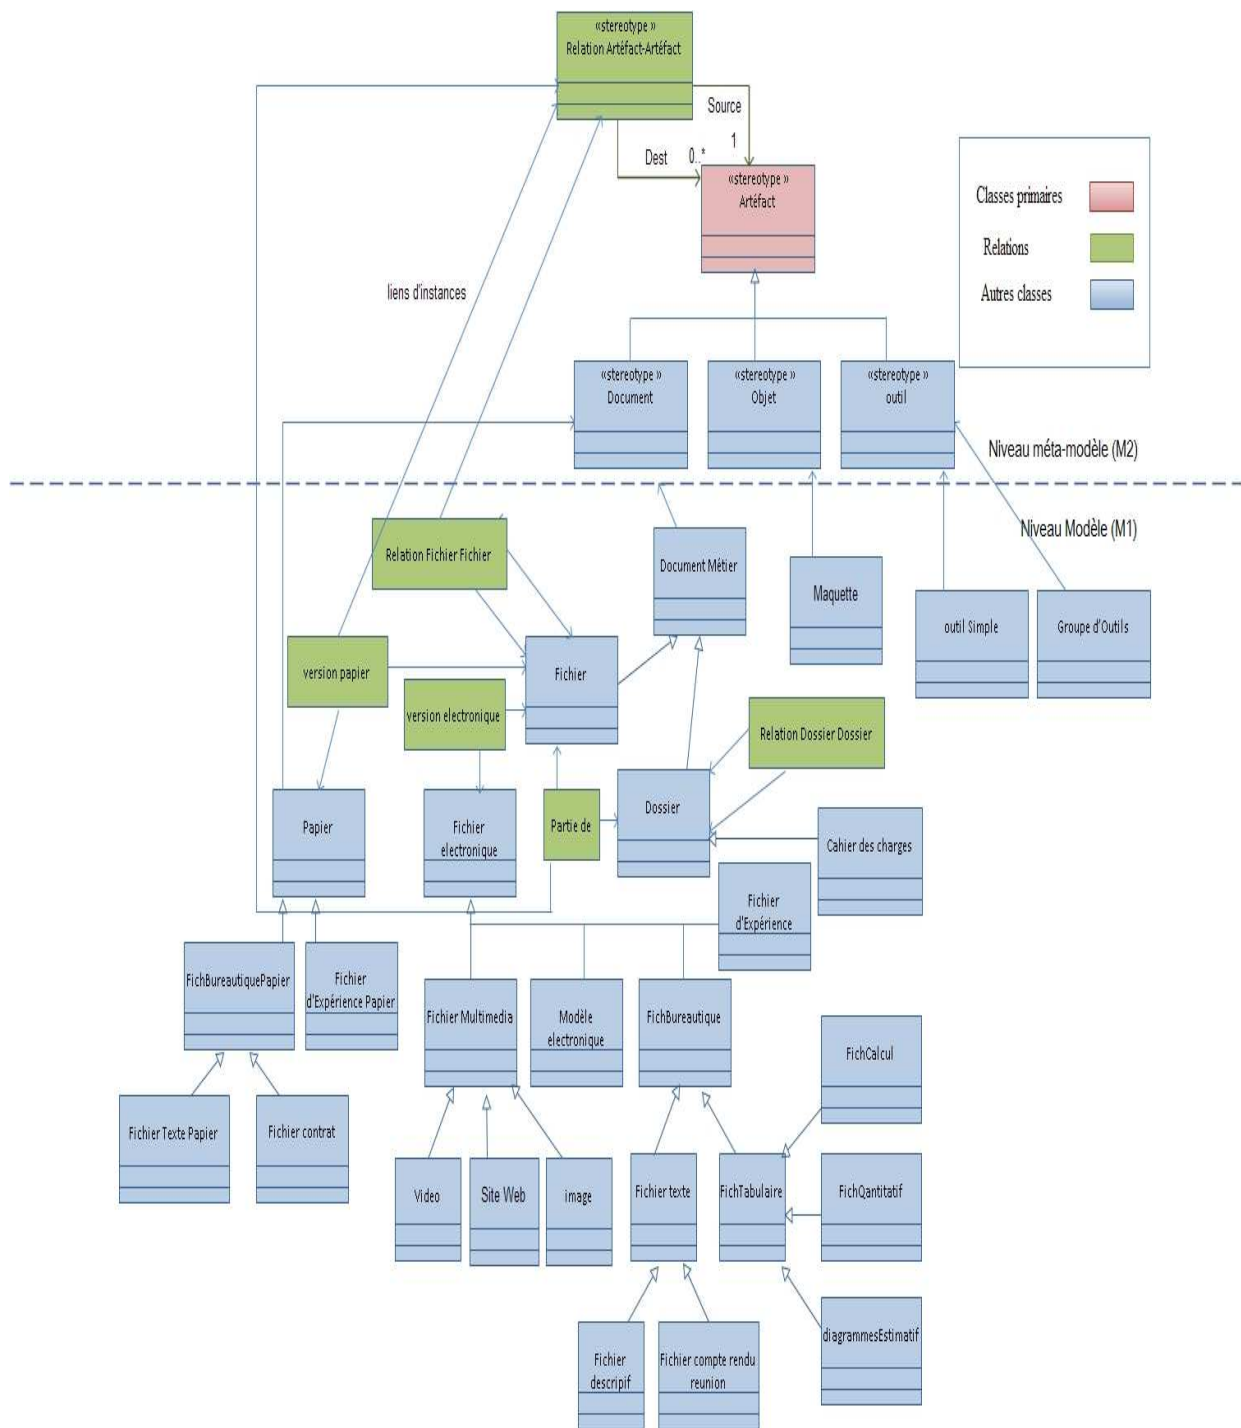 «stereotype »
Relation Artéfact-Artéfact
Source
1
Dest
0..*
«stereotype »
Artéfact
Classes primaires
Relations
Autres classes
liens d'instances
«stereotype »
Document
«stereotype »
Objet
«stereotype »
outil
Niveau méta-modèle (M2)
Niveau Modèle (M1)
Relation Fichier Fichier
Document Métier
Maquette
outil Simple
Groupe d'Outils
version papier
Fichier
version electronique
Relation Dossier Dossier
Papier
Fichier
electronique
Partie de
Dossier
Cahier des charges
Fichier
d'Expérience
FichBureautiquePapier
Fichier
d'Expérience Papier
Fichier Multimedia
Modèle
electronique
FichBureautique
FichCalcul
Fichier Texte Papier
Fichier contrat
Video
Site Web
image
Fichier texte
FichTabulaire
FichQantitatif
Fichier
descripif
Fichier compte rendu
reunion
diagrammesEstimatif